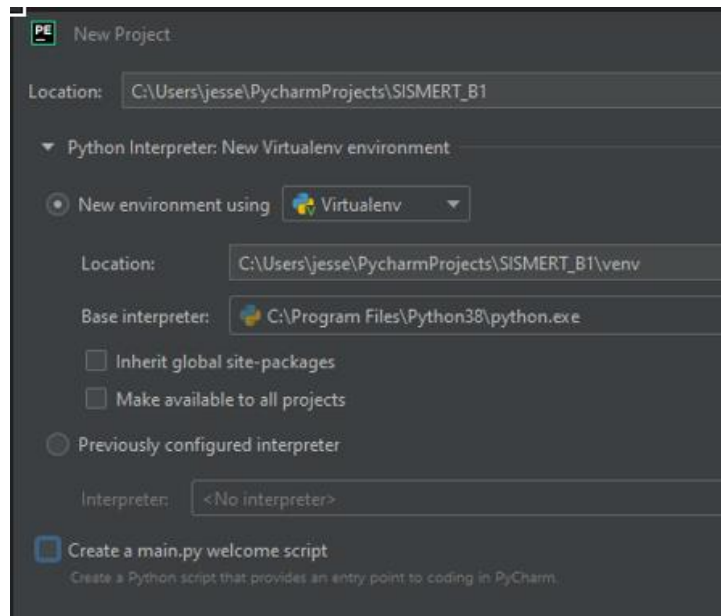 PE New Project
Location: C:\Users\jesse\PycharmProjects\SISMERT_B1
Python Interpreter: New Virtualenv environment
New environment using Virtualenv
Location: C:\Users\jesse\PycharmProjects\SISMERT_B1\venv
Base interpreter: C:\Program Files\Python38\python.exe
Inherit global site-packages
Make available to all projects
Previously configured interpreter
Interpreter: <No interpreter>
Create a main.py welcome script
Create a Python script that provides an entry point to coding in PyCharm.